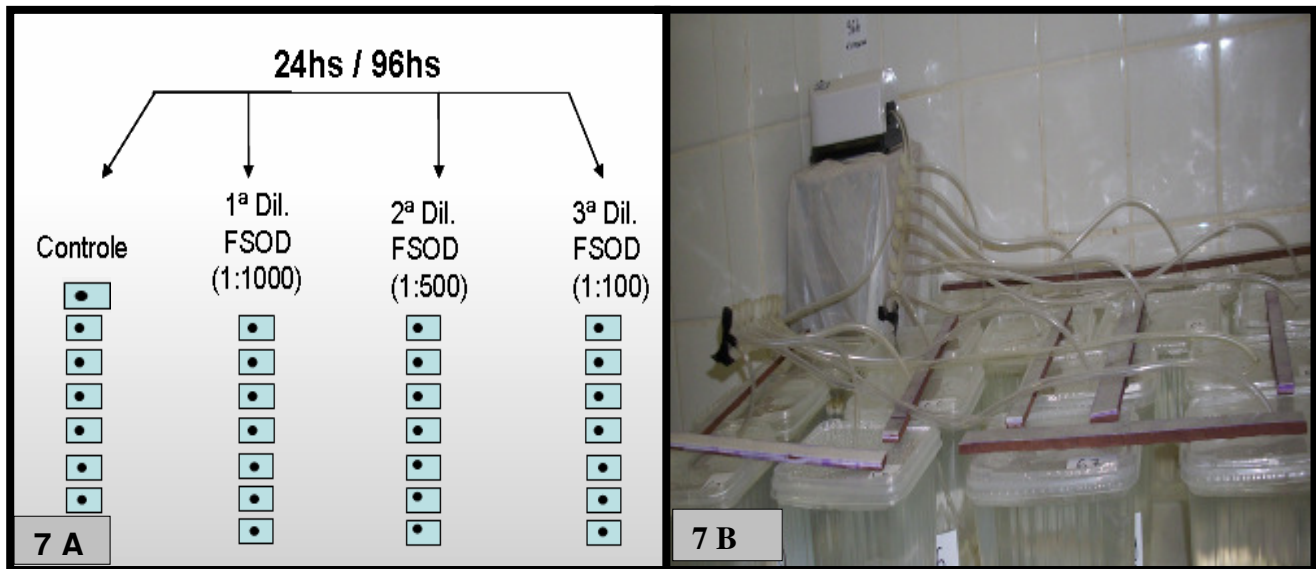 24hs / 96hs
Controle
1ª Dil.
FSOD
(1:1000)
2ª Dil.
FSOD
(1:500)
3ª Dil.
FSOD
(1:100)
7 A
96h
7 B